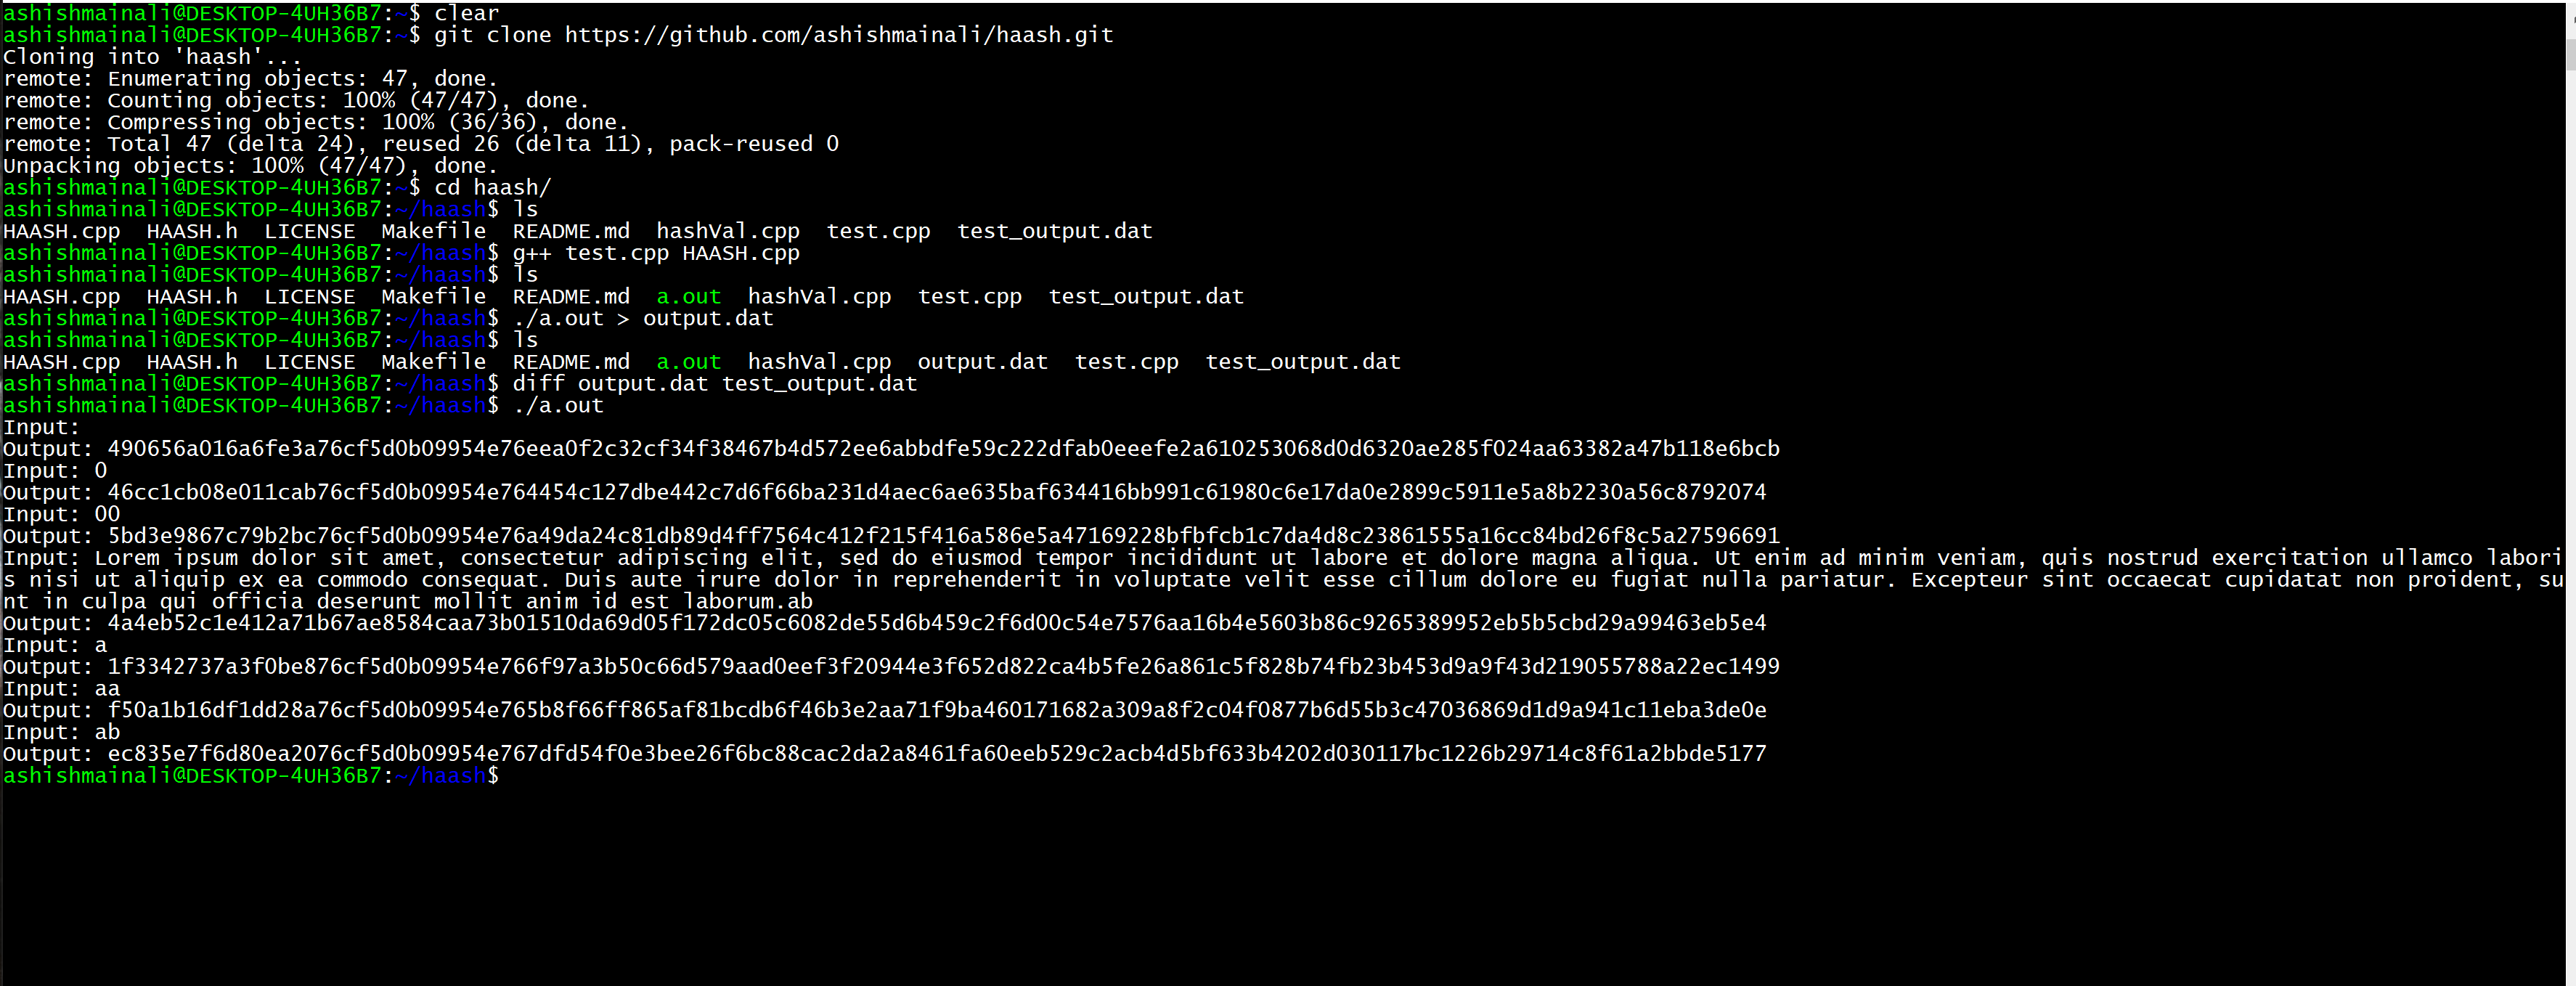 ashishmainali@DESKTOP-4UH36B7:~$ clear
ashishmainali@DESKTOP-4UH36B7:~$ git clone https://github.com/ashishmainali/haash.git
Cloning into 'haash'...
remote: Enumerating objects: 47, done.
remote: Counting objects: 100% (47/47), done.
remote: Compressing objects: 100% (36/36), done.
remote: Total 47 (delta 24), reused 26 (delta 11), pack-reused 0
Unpacking objects: 100% (47/47), done.
ashishmainali@DESKTOP-4UH36B7:~$ cd haash/
ashishmainali@DESKTOP-4UH36B7:~/haash$ ls
HAASH.cpp  HAASH.h  LICENSE  Makefile  README.md  hashVal.cpp  test.cpp  test_output.dat
ashishmainali@DESKTOP-4UH36B7:~/haash$ g++ test.cpp HAASH.cpp
ashishmainali@DESKTOP-4UH36B7:~/haash$ ls
HAASH.cpp  HAASH.h  LICENSE  Makefile  README.md  a.out  hashVal.cpp  test.cpp  test_output.dat
ashishmainali@DESKTOP-4UH36B7:~/haash$ ./a.out > output.dat
ashishmainali@DESKTOP-4UH36B7:~/haash$ ls
HAASH.cpp  HAASH.h  LICENSE  Makefile  README.md  a.out  hashVal.cpp  output.dat  test.cpp  test_output.dat
ashishmainali@DESKTOP-4UH36B7:~/haash$ diff output.dat test_output.dat
ashishmainali@DESKTOP-4UH36B7:~/haash$ ./a.out
Input:
Output: 490656a016a6fe3a76cf5d0b09954e76eea0f2c32cf34f38467b4d572ee6abbdfe59c222dfab0eeefe2a610253068d0d6320ae285f024aa63382a47b118e6bcb
Input: 0
Output: 46cc1cb08e011cab76cf5d0b09954e764454c127dbe442c7d6f66ba231d4aec6ae635baf634416bb991c61980c6e17da0e2899c5911e5a8b2230a56c8792074
Input: 00
Output: 5bd3e9867c79b2bc76cf5d0b09954e76a49da24c81db89d4ff7564c412f215f416a586e5a47169228bfbfcb1c7da4d8c23861555a16cc84bd26f8c5a27596691
Input: Lorem ipsum dolor sit amet, consectetur adipiscing elit, sed do eiusmod tempor incididunt ut labore et dolore magna aliqua. Ut enim ad minim veniam, quis nostrud exercitation ullamco labori
s nisi ut aliquip ex ea commodo consequat. Duis aute irure dolor in reprehenderit in voluptate velit esse cillum dolore eu fugiat nulla pariatur. Excepteur sint occaecat cupidatat non proident, su
nt in culpa qui officia deserunt mollit anim id est laborum.ab
Output: 4a4eb52c1e412a71b67ae8584caa73b01510da69d05f172dc05c6082de55d6b459c2f6d00c54e7576aa16b4e5603b86c9265389952eb5b5cbd29a99463eb5e4
Input: a
Output: 1f3342737a3f0be876cf5d0b09954e766f97a3b50c66d579aad0eef3f20944e3f652d822ca4b5fe26a861c5f828b74fb23b453d9a9f43d219055788a22ec1499
Input: aa
Output: f50a1b16df1dd28a76cf5d0b09954e765b8f66ff865af81bcdb6f46b3e2aa71f9ba460171682a309a8f2c04f0877b6d55b3c47036869d1d9a941c11eba3de0e
Input: ab
Output: ec835e7f6d80ea2076cf5d0b09954e767dfd54f0e3bee26f6bc88cac2da2a8461fa60eeb529c2acb4d5bf633b4202d030117bc1226b29714c8f61a2bbde5177
ashishmainali@DESKTOP-4UH36B7:~/haash$